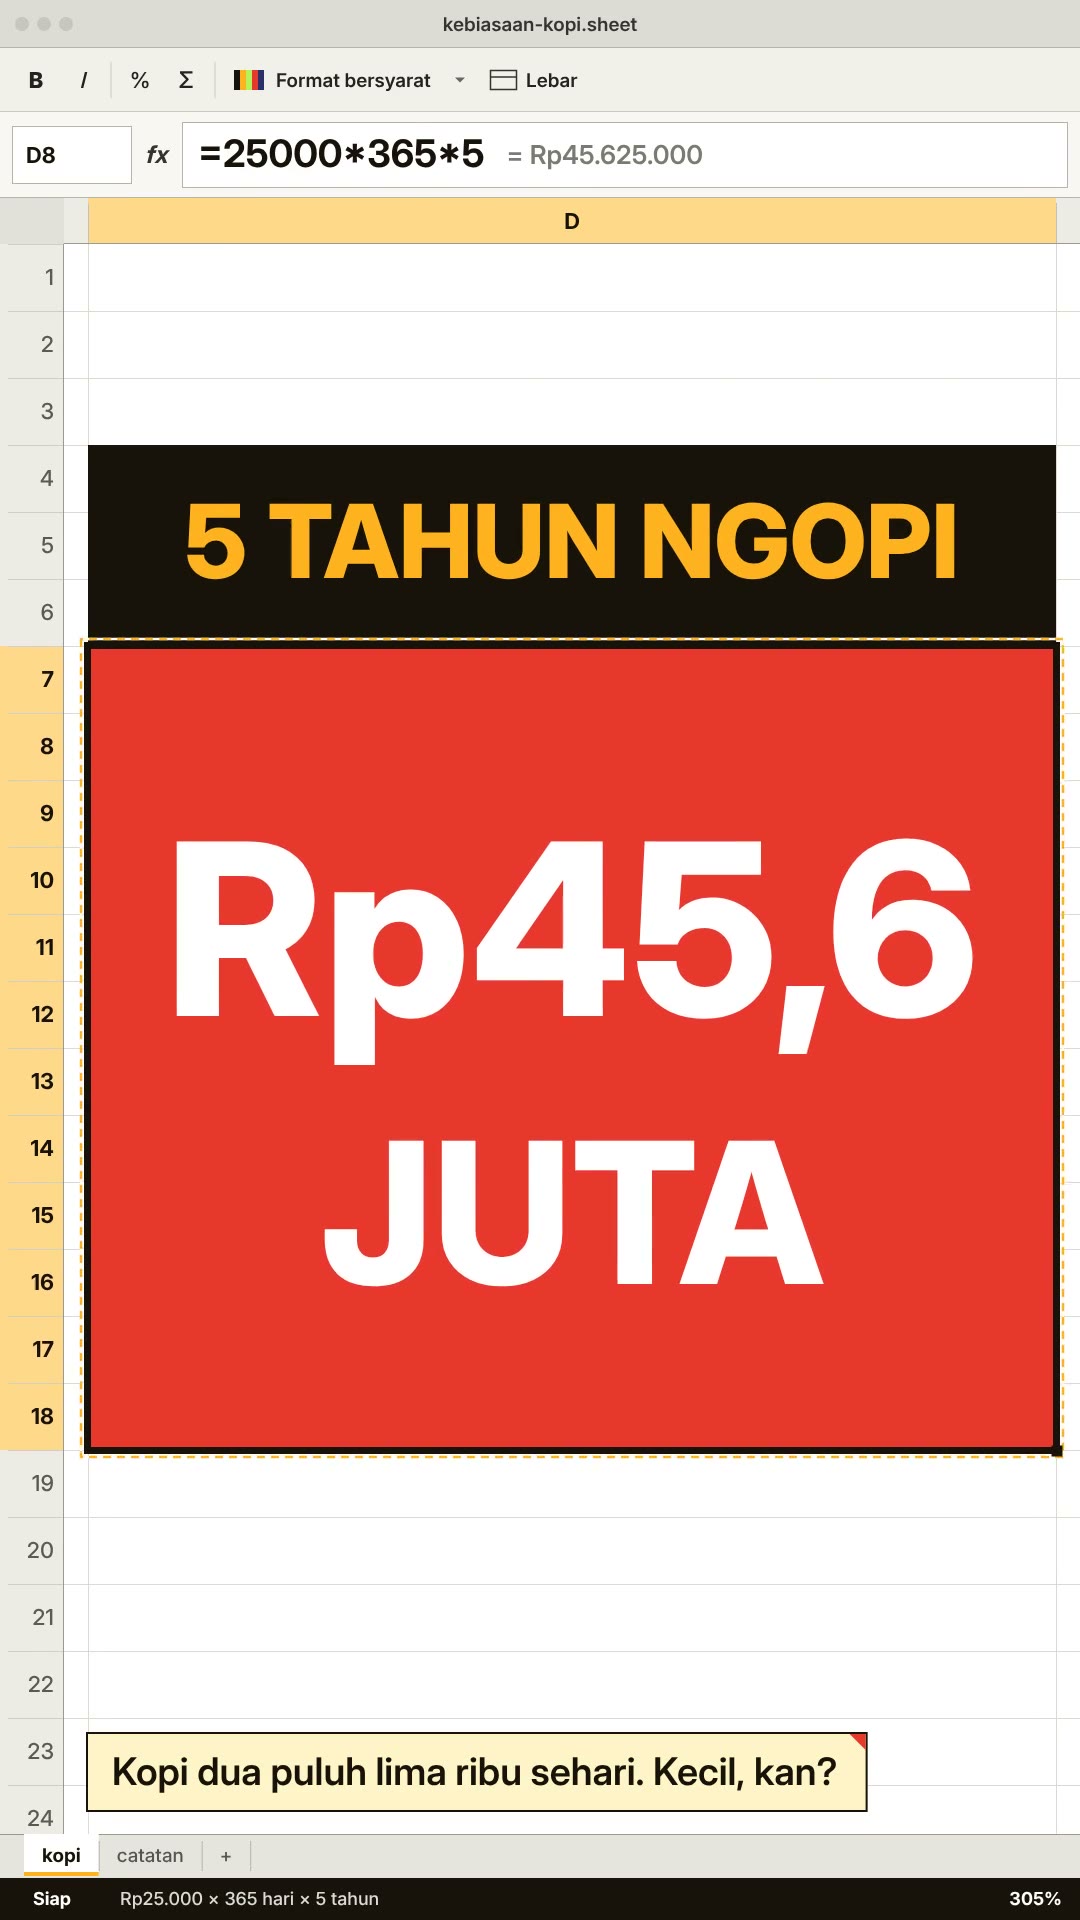 kebiasaan-kopi.sheet
B I % Σ Format bersyarat Lebar
D8 fx =25000*365*5 = Rp45.625.000
D
1
2
3
4
5 TAHUN NGOPI
5
6
7
8
9
Rp45,6
10
11
12
13
JUTA
14
15
16
17
18
19
20
21
22
23
Kopi dua puluh lima ribu sehari. Kecil, kan?
24
kopi catatan +
Siap Rp25.000 × 365 hari × 5 tahun 305%